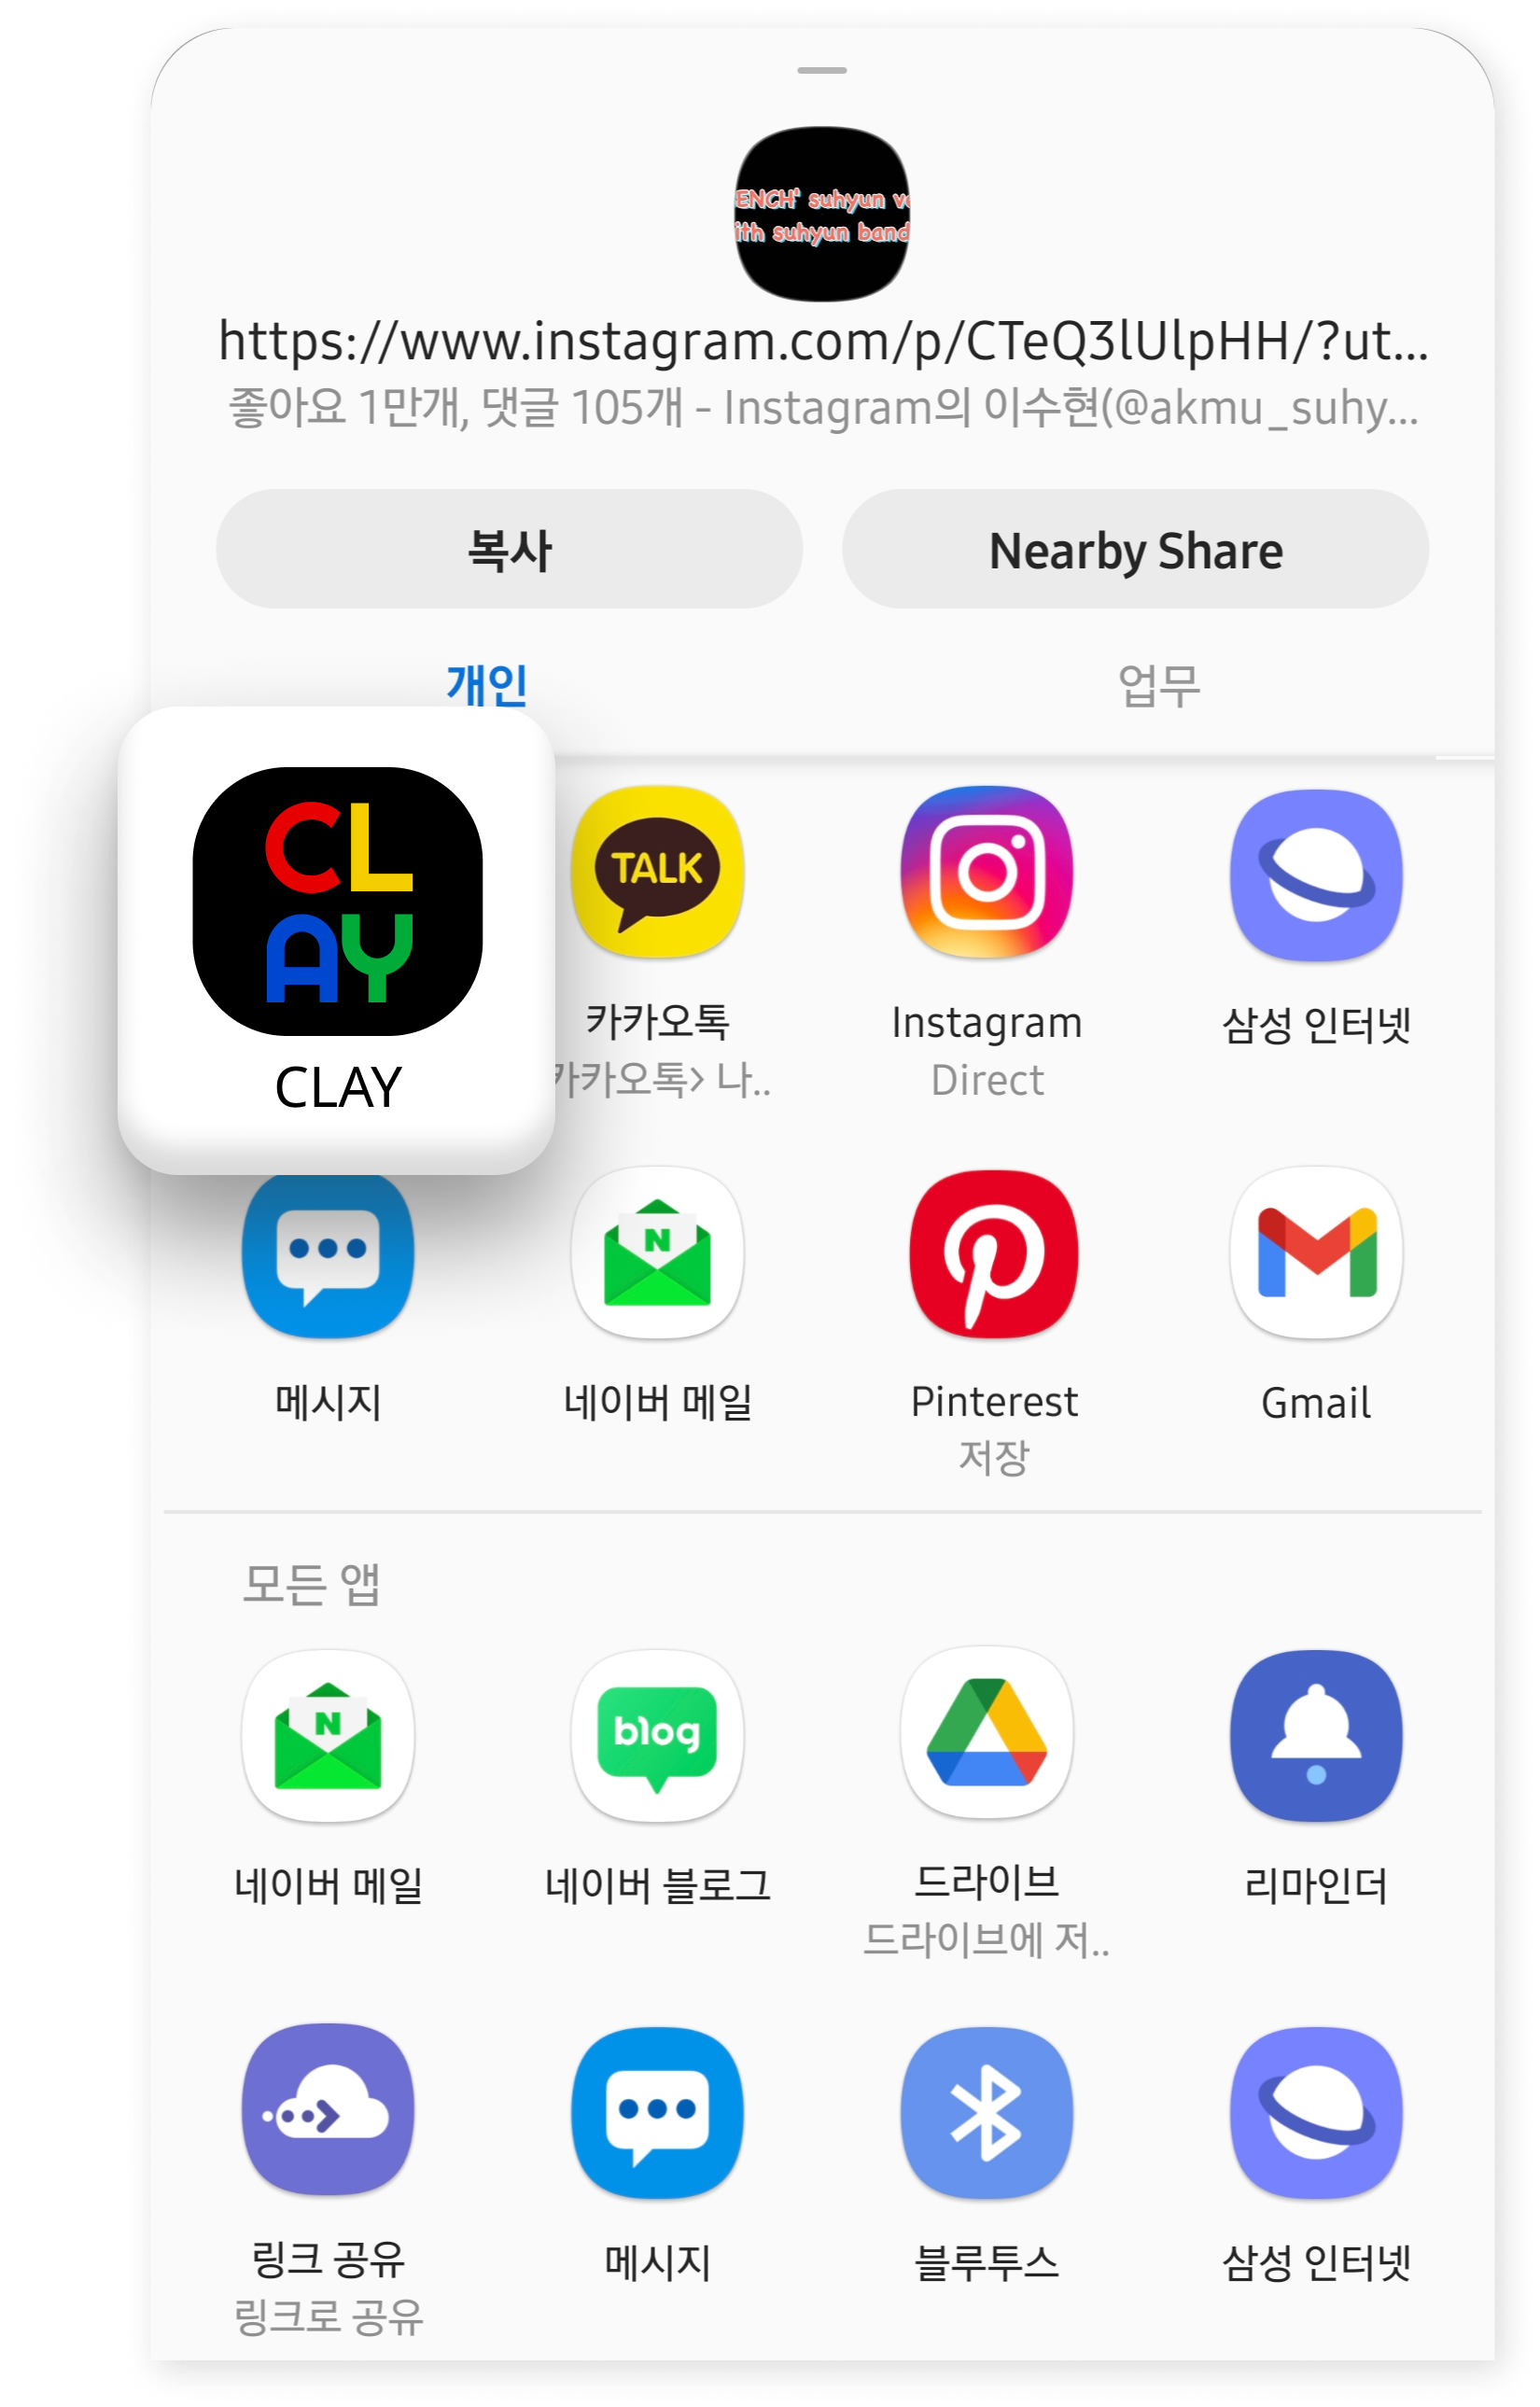 ENCH' suhyun ve
ith suhyun band
https://www.instagram.com/p/CTeQ3lUlpHH/?ut...
좋아요 1만개, 댓글 105개 - Instagram의 이수현(@akmu_suhy...
복사
Nearby Share
개인
업무
CL
AY
CLAY
TALK
카카오톡
카카오톡> 나..
Instagram
Direct
삼성 인터넷
메시지
N
네이버 메일
Pinterest
저장
Gmail
모든 앱
N
네이버 메일
blog
네이버 블로그
드라이브
드라이브에 저..
리마인더
링크 공유
링크로 공유
메시지
블루투스
삼성 인터넷